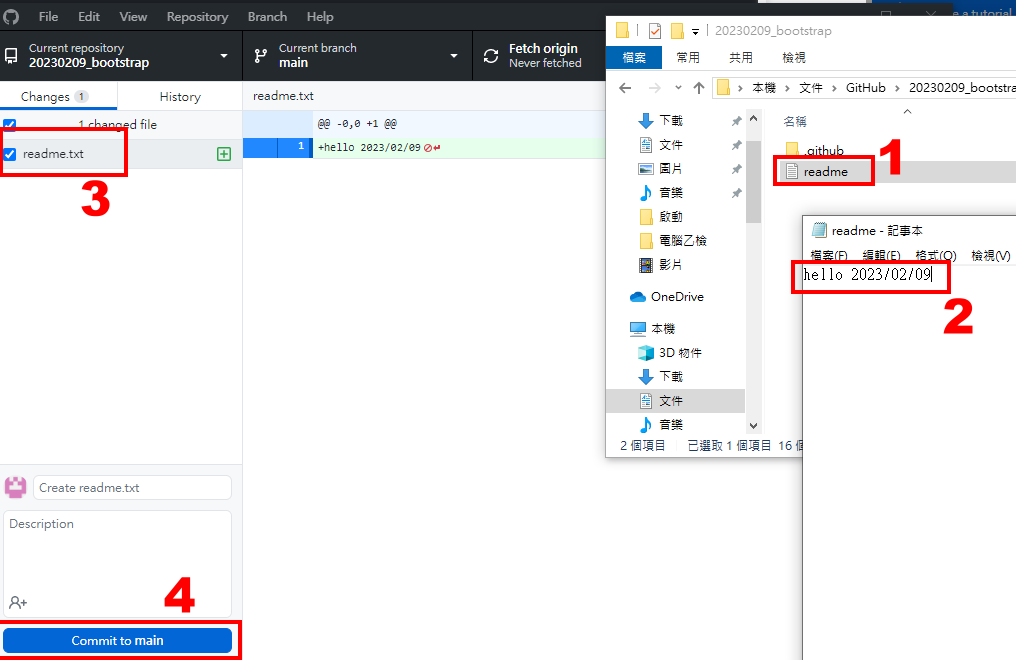 File Edit View Repository Branch Help
e a tutorial
Current repository
20230209_bootstrap
Current branch
main
Fetch origin
Never fetched
Changes 1
History
1 changed file
readme.txt
3
readme.txt
@@ -0,0 +1 @@
1 +hello 2023/02/09
Create readme.txt
Description
4
Commit to main
20230209_bootstrap
檔案 常用 共用 檢視
本機 文件 GitHub 20230209_bootstra
下載
文件
圖片
音樂
啟動
電腦乙檢
影片
OneDrive
本機
3D 物件
下載
文件
音樂
名稱
.github
readme
1
2 個項目 已選取 1 個項目 16 個
readme - 記事本
檔案(F) 編輯(E) 格式(O) 檢視(V)
hello 2023/02/09
2